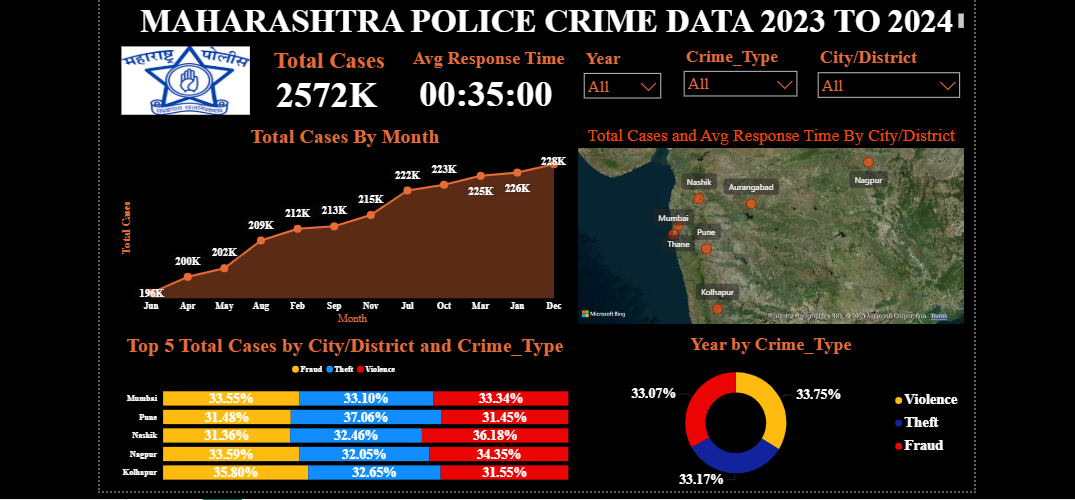 MAHARASHTRA POLICE CRIME DATA 2023 TO 2024
महाराष्ट्र पोलीस
Total Cases
2572K
Avg Response Time
00:35:00
Year
All
Crime_Type
All
City/District
All
Total Cases By Month
Total Cases
196K
200K
202K
209K
212K
213K
215K
222K
223K
225K
226K
228K
Jun Apr May Aug Feb Sep Nov Jul Oct Mar Jan Dec
Month
Total Cases and Avg Response Time By City/District
Nagpur
Nashik
Aurangabad
Mumbai
Thane
Pune
Kolhapur
Microsoft Bing
Microsoft Corporation Terms
Top 5 Total Cases by City/District and Crime_Type
Fraud Theft Violence
Mumbai 33.55% 33.10% 33.34%
Pune 31.48% 37.06% 31.45%
Nashik 31.36% 32.46% 36.18%
Nagpur 33.59% 32.05% 34.35%
Kolhapur 35.80% 32.65% 31.55%
Year by Crime_Type
33.07%
33.75%
33.17%
Violence
Theft
Fraud